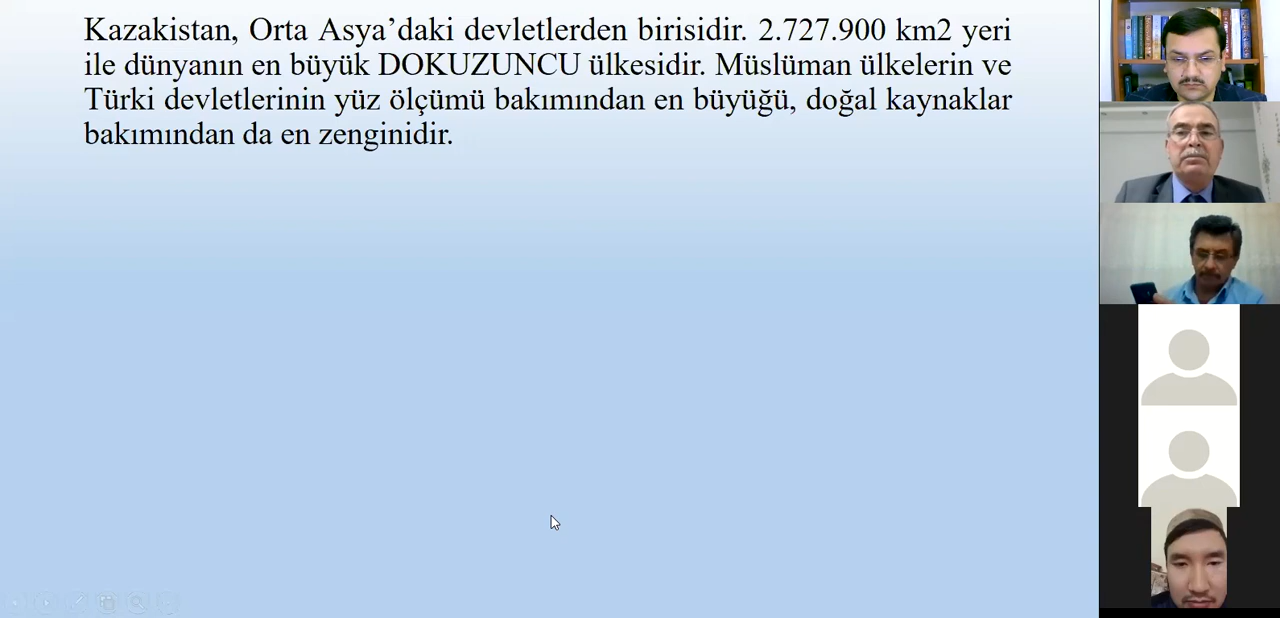 Kazakistan, Orta Asya’daki devletlerden birisidir. 2.727.900 km2 yeri
ile dünyanın en büyük DOKUZUNCU ülkesidir. Müslüman ülkelerin ve
Türki devletlerinin yüz ölçümü bakımından en büyüğü, doğal kaynaklar
bakımından da en zenginidir.